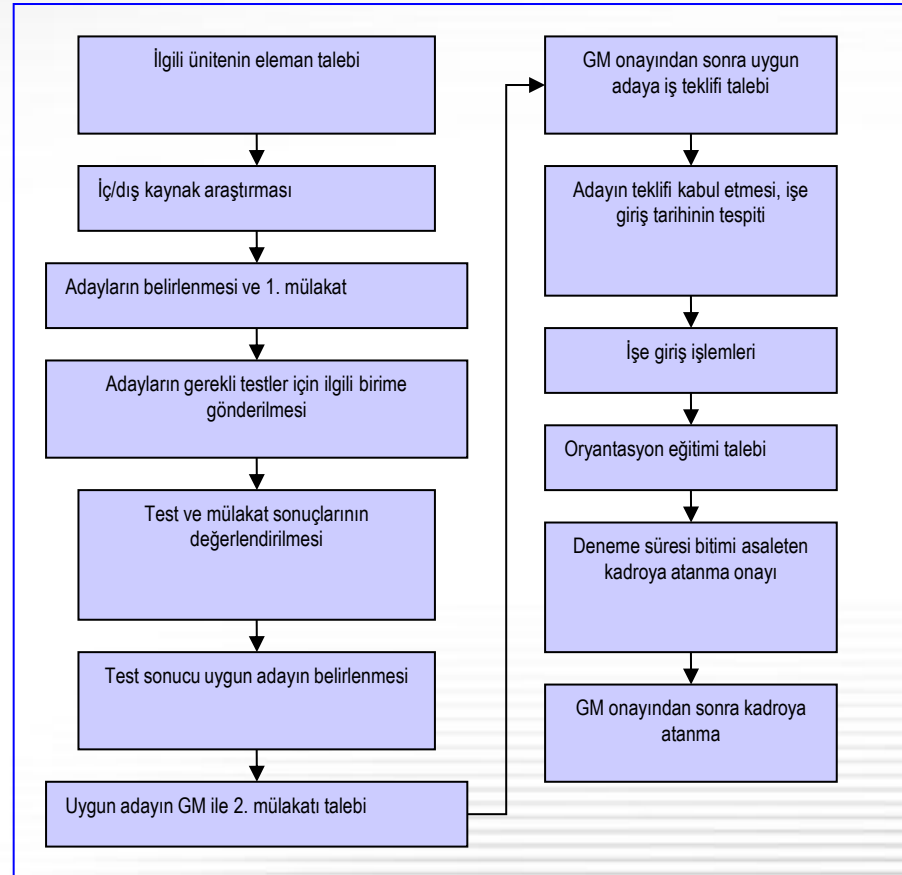 İlgili ünitenin eleman talebi
İç/dış kaynak araştırması
Adayların belirlenmesi ve 1. mülakat
Adayların gerekli testler için ilgili birime
gönderilmesi
Test ve mülakat sonuçlarının
değerlendirilmesi
Test sonucu uygun adayın belirlenmesi
Uygun adayın GM ile 2. mülakatı talebi
GM onayından sonra uygun
adaya iş teklifi talebi
Adayın teklifi kabul etmesi, işe
giriş tarihinin tespiti
İşe giriş işlemleri
Oryantasyon eğitimi talebi
Deneme süresi bitimi asaleten
kadroya atanma onayı
GM onayından sonra kadroya
atanma